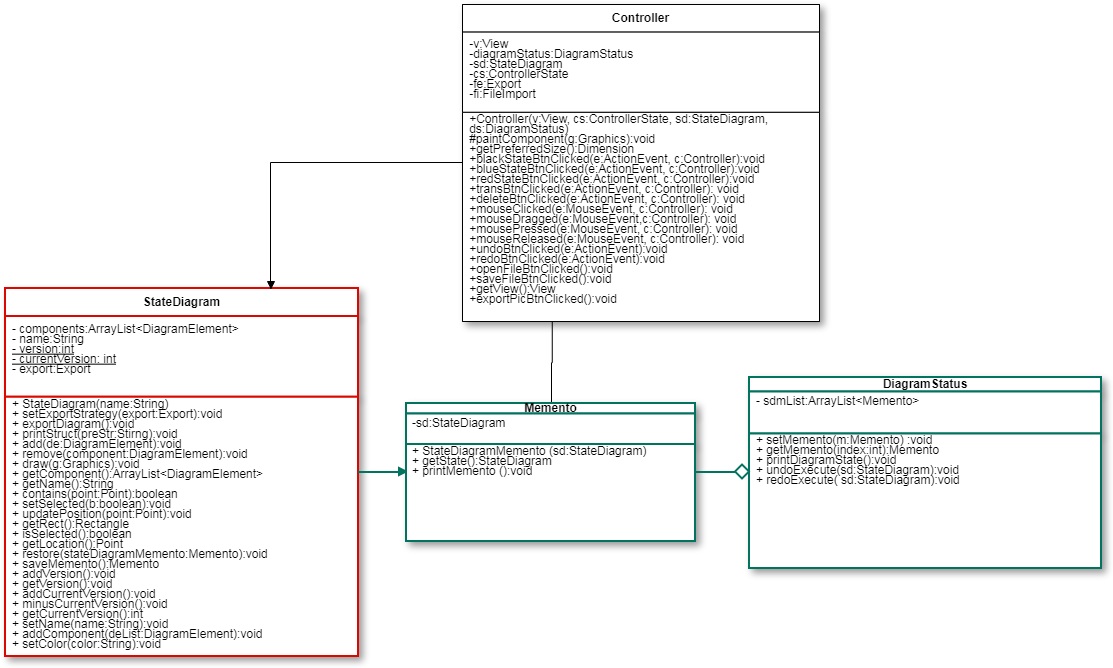 Controller
-v:View
-diagramStatus:DiagramStatus
-sd:StateDiagram
-cs:ControllerState
-fe:Export
-fi:FileImport
+Controller(v:View, cs:ControllerState, sd:StateDiagram,
ds:DiagramStatus)
#paintComponent(g:Graphics):void
+getPreferredSize():Dimension
+blackStateBtnClicked(e:ActionEvent, c:Controller):void
+blueStateBtnClicked(e:ActionEvent, c:Controller):void
+redStateBtnClicked(e:ActionEvent, c:Controller):void
+transBtnClicked(e:ActionEvent, c:Controller): void
+deleteBtnClicked(e:ActionEvent, c:Controller): void
+mouseClicked(e:MouseEvent, c:Controller): void
+mouseDragged(e:MouseEvent,c:Controller): void
+mousePressed(e:MouseEvent, c:Controller): void
+mouseReleased(e:MouseEvent, c:Controller): void
+undoBtnClicked(e:ActionEvent):void
+redoBtnClicked(e:ActionEvent):void
+openFileBtnClicked():void
+saveFileBtnClicked():void
+getView():View
+exportPicBtnClicked():void
StateDiagram
- components:ArrayList<DiagramElement>
- name:String
- version:int
- currentVersion: int
- export:Export
+ StateDiagram(name:String)
+ setExportStrategy(export:Export):void
+ exportDiagram():void
+ printStruct(preStr:Stirng):void
+ add(de:DiagramElement):void
+ remove(component:DiagramElement):void
+ draw(g:Graphics):void
+ getComponent():ArrayList<DiagramElement>
+ getName():String
+ contains(point:Point):boolean
+ setSelected(b:boolean):void
+ updatePosition(point:Point):void
+ getRect():Rectangle
+ isSelected():boolean
+ getLocation():Point
+ restore(stateDiagramMemento:Memento):void
+ saveMemento():Memento
+ addVersion():void
+ getVersion():void
+ addCurrentVersion():void
+ minusCurrentVersion():void
+ getCurrentVersion():int
+ setName(name:String):void
+ addComponent(deList:DiagramElement):void
+ setColor(color:String):void
Memento
-sd:StateDiagram
+ StateDiagramMemento (sd:StateDiagram)
+ getState():StateDiagram
+ printMemento ():void
DiagramStatus
- sdmList:ArrayList<Memento>
+ setMemento(m:Memento) :void
+ getMemento(index:int):Memento
+ printDiagramState():void
+ undoExecute(sd:StateDiagram):void
+ redoExecute( sd:StateDiagram):void